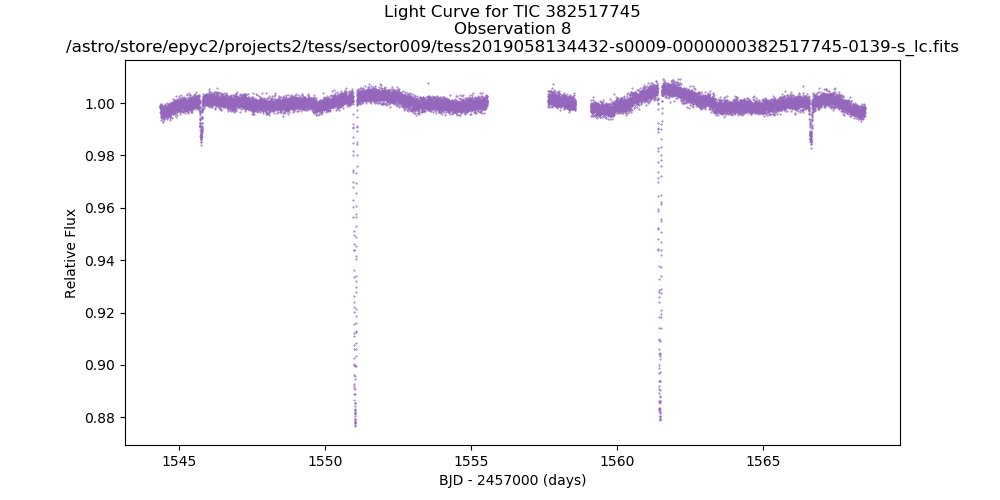 Light Curve for TIC 382517745
Observation 8
/astro/store/epyc2/projects2/tess/sector009/tess2019058134432-s0009-0000000382517745-0139-s_lc.fits
1.00
0.98
0.96
0.94
0.92
0.90
0.88
Relative Flux
1545
1550
1555
1560
1565
BJD - 2457000 (days)